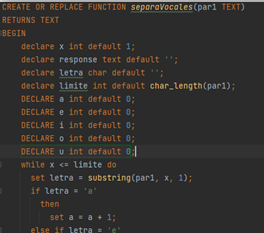 CREATE OR REPLACE FUNCTION separaVocales(par1 TEXT)
RETURNS TEXT
BEGIN
    declare x int default 1;
    declare response text default '';
    declare letra char default '';
    declare limite int default char_length(par1);
    DECLARE a int default 0;
    DECLARE e int default 0;
    DECLARE i int default 0;
    DECLARE o int default 0;
    DECLARE u int default 0;
    while x <= limite do
      set letra = substring(par1, x, 1);
      if letra = 'a'
        then
          set a = a + 1;
      else if letra = 'e'